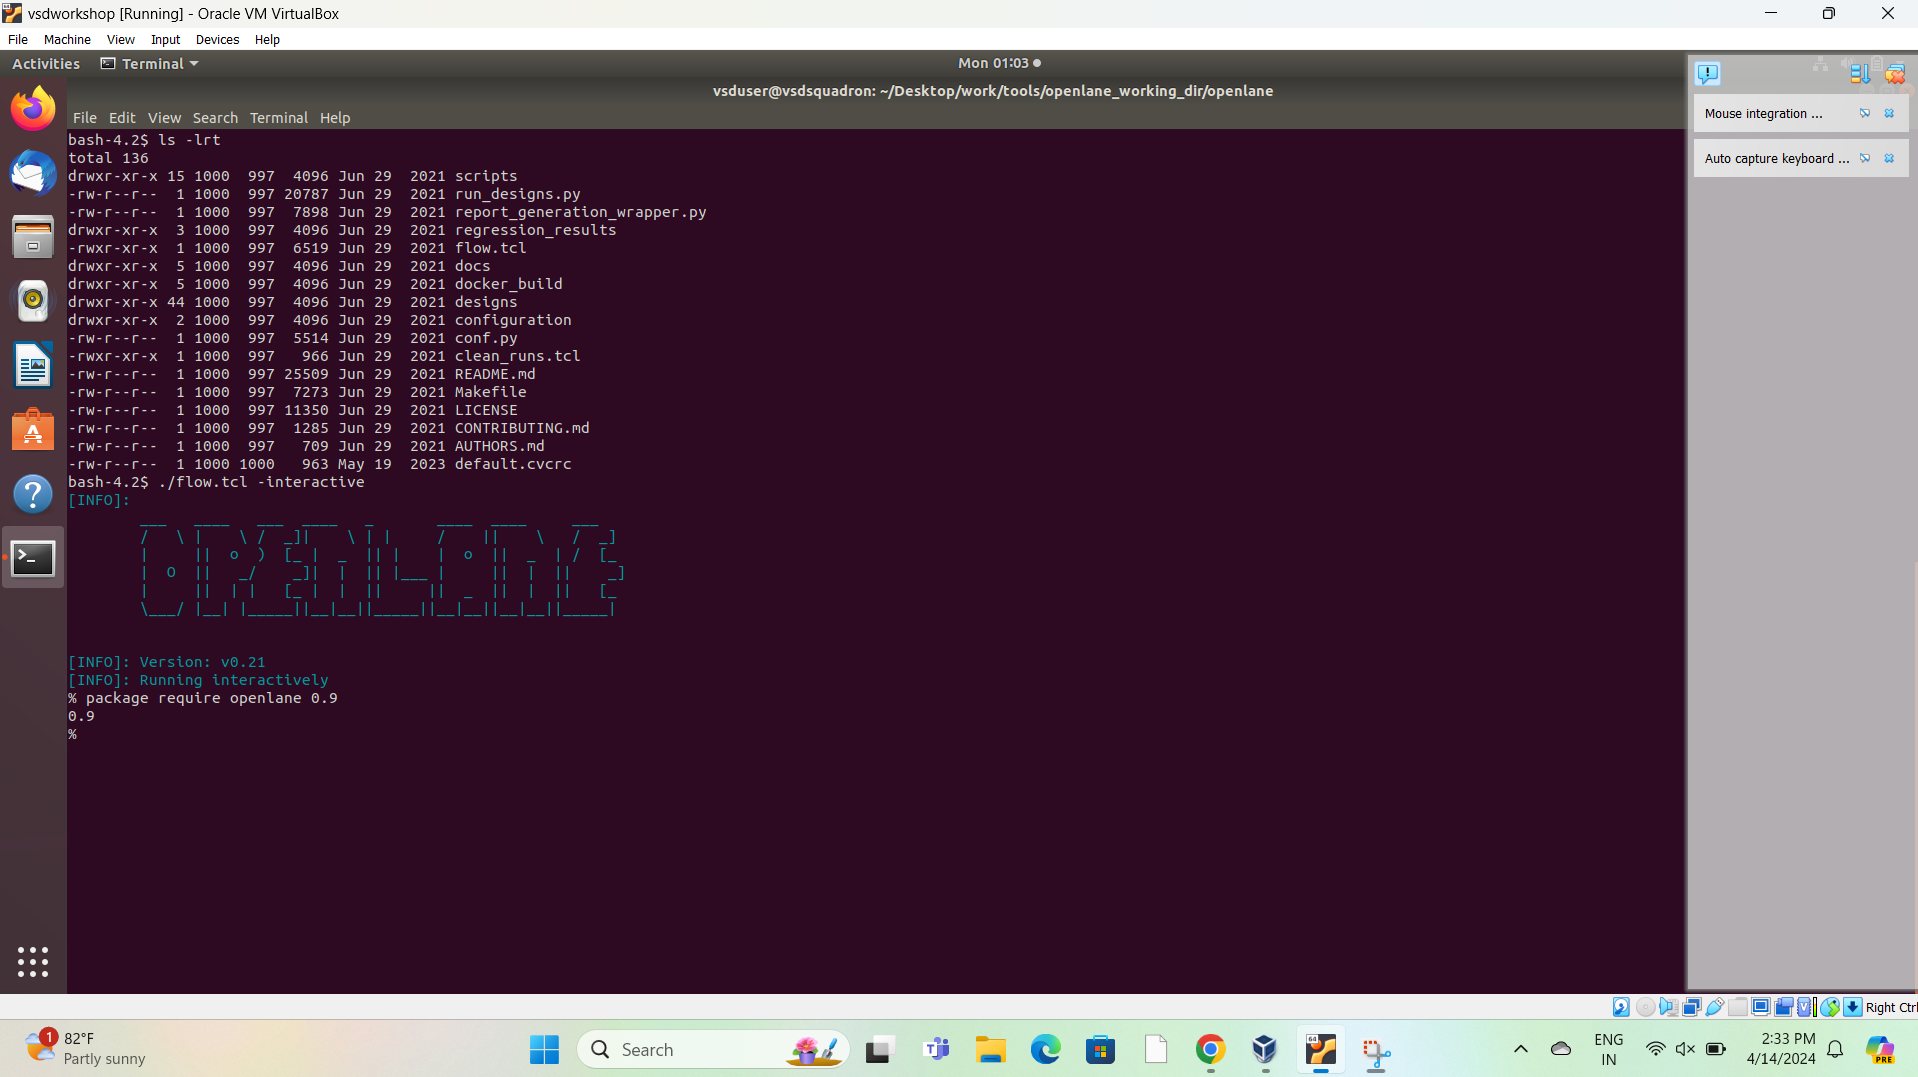 vsdworkshop [Running] - Oracle VM VirtualBox
File Machine View Input Devices Help
Activities Terminal Mon 01:03
vsduser@vsdsquadron: ~/Desktop/work/tools/openlane_working_dir/openlane
File Edit View Search Terminal Help
Mouse integration ...
Auto capture keyboard ...
bash-4.2$ ls -lrt
total 136
drwxr-xr-x 15 1000  997  4096 Jun 29  2021 scripts
-rw-r--r--  1 1000  997 20787 Jun 29  2021 run_designs.py
-rw-r--r--  1 1000  997  7898 Jun 29  2021 report_generation_wrapper.py
drwxr-xr-x  3 1000  997  4096 Jun 29  2021 regression_results
-rwxr-xr-x  1 1000  997  6519 Jun 29  2021 flow.tcl
drwxr-xr-x  5 1000  997  4096 Jun 29  2021 docs
drwxr-xr-x  5 1000  997  4096 Jun 29  2021 docker_build
drwxr-xr-x 44 1000  997  4096 Jun 29  2021 designs
drwxr-xr-x  2 1000  997  4096 Jun 29  2021 configuration
-rw-r--r--  1 1000  997  5514 Jun 29  2021 conf.py
-rwxr-xr-x  1 1000  997   966 Jun 29  2021 clean_runs.tcl
-rw-r--r--  1 1000  997 25509 Jun 29  2021 README.md
-rw-r--r--  1 1000  997  7273 Jun 29  2021 Makefile
-rw-r--r--  1 1000  997 11350 Jun 29  2021 LICENSE
-rw-r--r--  1 1000  997  1285 Jun 29  2021 CONTRIBUTING.md
-rw-r--r--  1 1000  997   709 Jun 29  2021 AUTHORS.md
-rw-r--r--  1 1000 1000   963 May 19  2023 default.cvcrc
bash-4.2$ ./flow.tcl -interactive
[INFO]:
OPENLANE
[INFO]: Version: v0.21
[INFO]: Running interactively
% package require openlane 0.9
0.9
%
Right Ctrl
1 82°F
Partly sunny
Search
64
ENG
IN
2:33 PM
4/14/2024
PRE